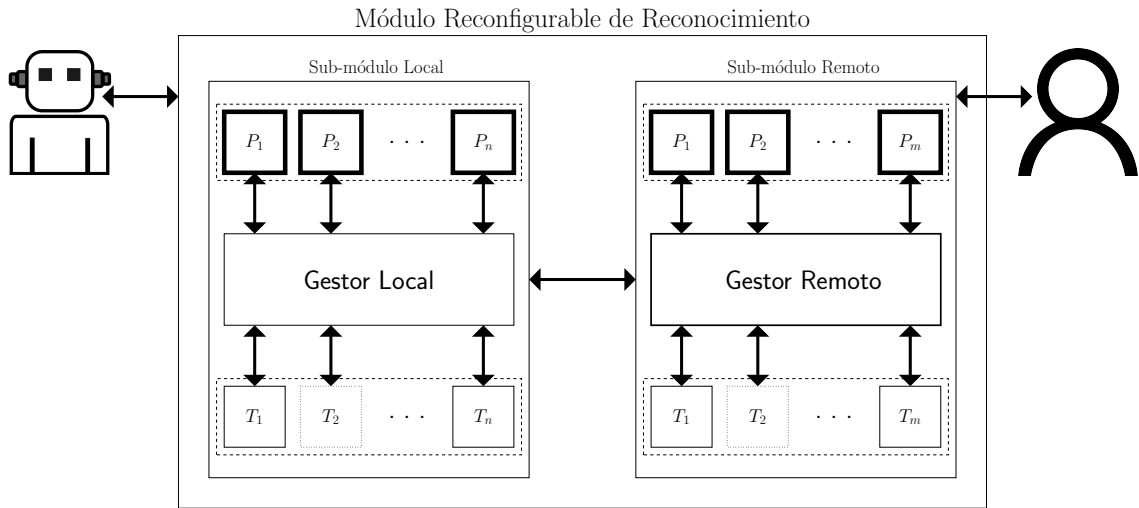 Módulo Reconfigurable de Reconocimiento
Sub-módulo Local
Sub-módulo Remoto
P₁ P₂ · · · Pₙ
P₁ P₂ · · · Pₘ
Gestor Local
Gestor Remoto
T₁ T₂ · · · Tₙ
T₁ T₂ · · · Tₘ